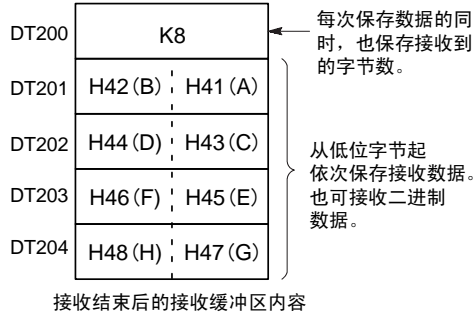 DT200 K8
每次保存数据的同
时，也保存接收到
的字节数。
DT201 H42(B) H41(A)
DT202 H44(D) H43(C)
DT203 H46(F) H45(E)
DT204 H48(H) H47(G)
从低位字节起
依次保存接收数据。
也可接收二进制
数据。
接收结束后的接收缓冲区内容